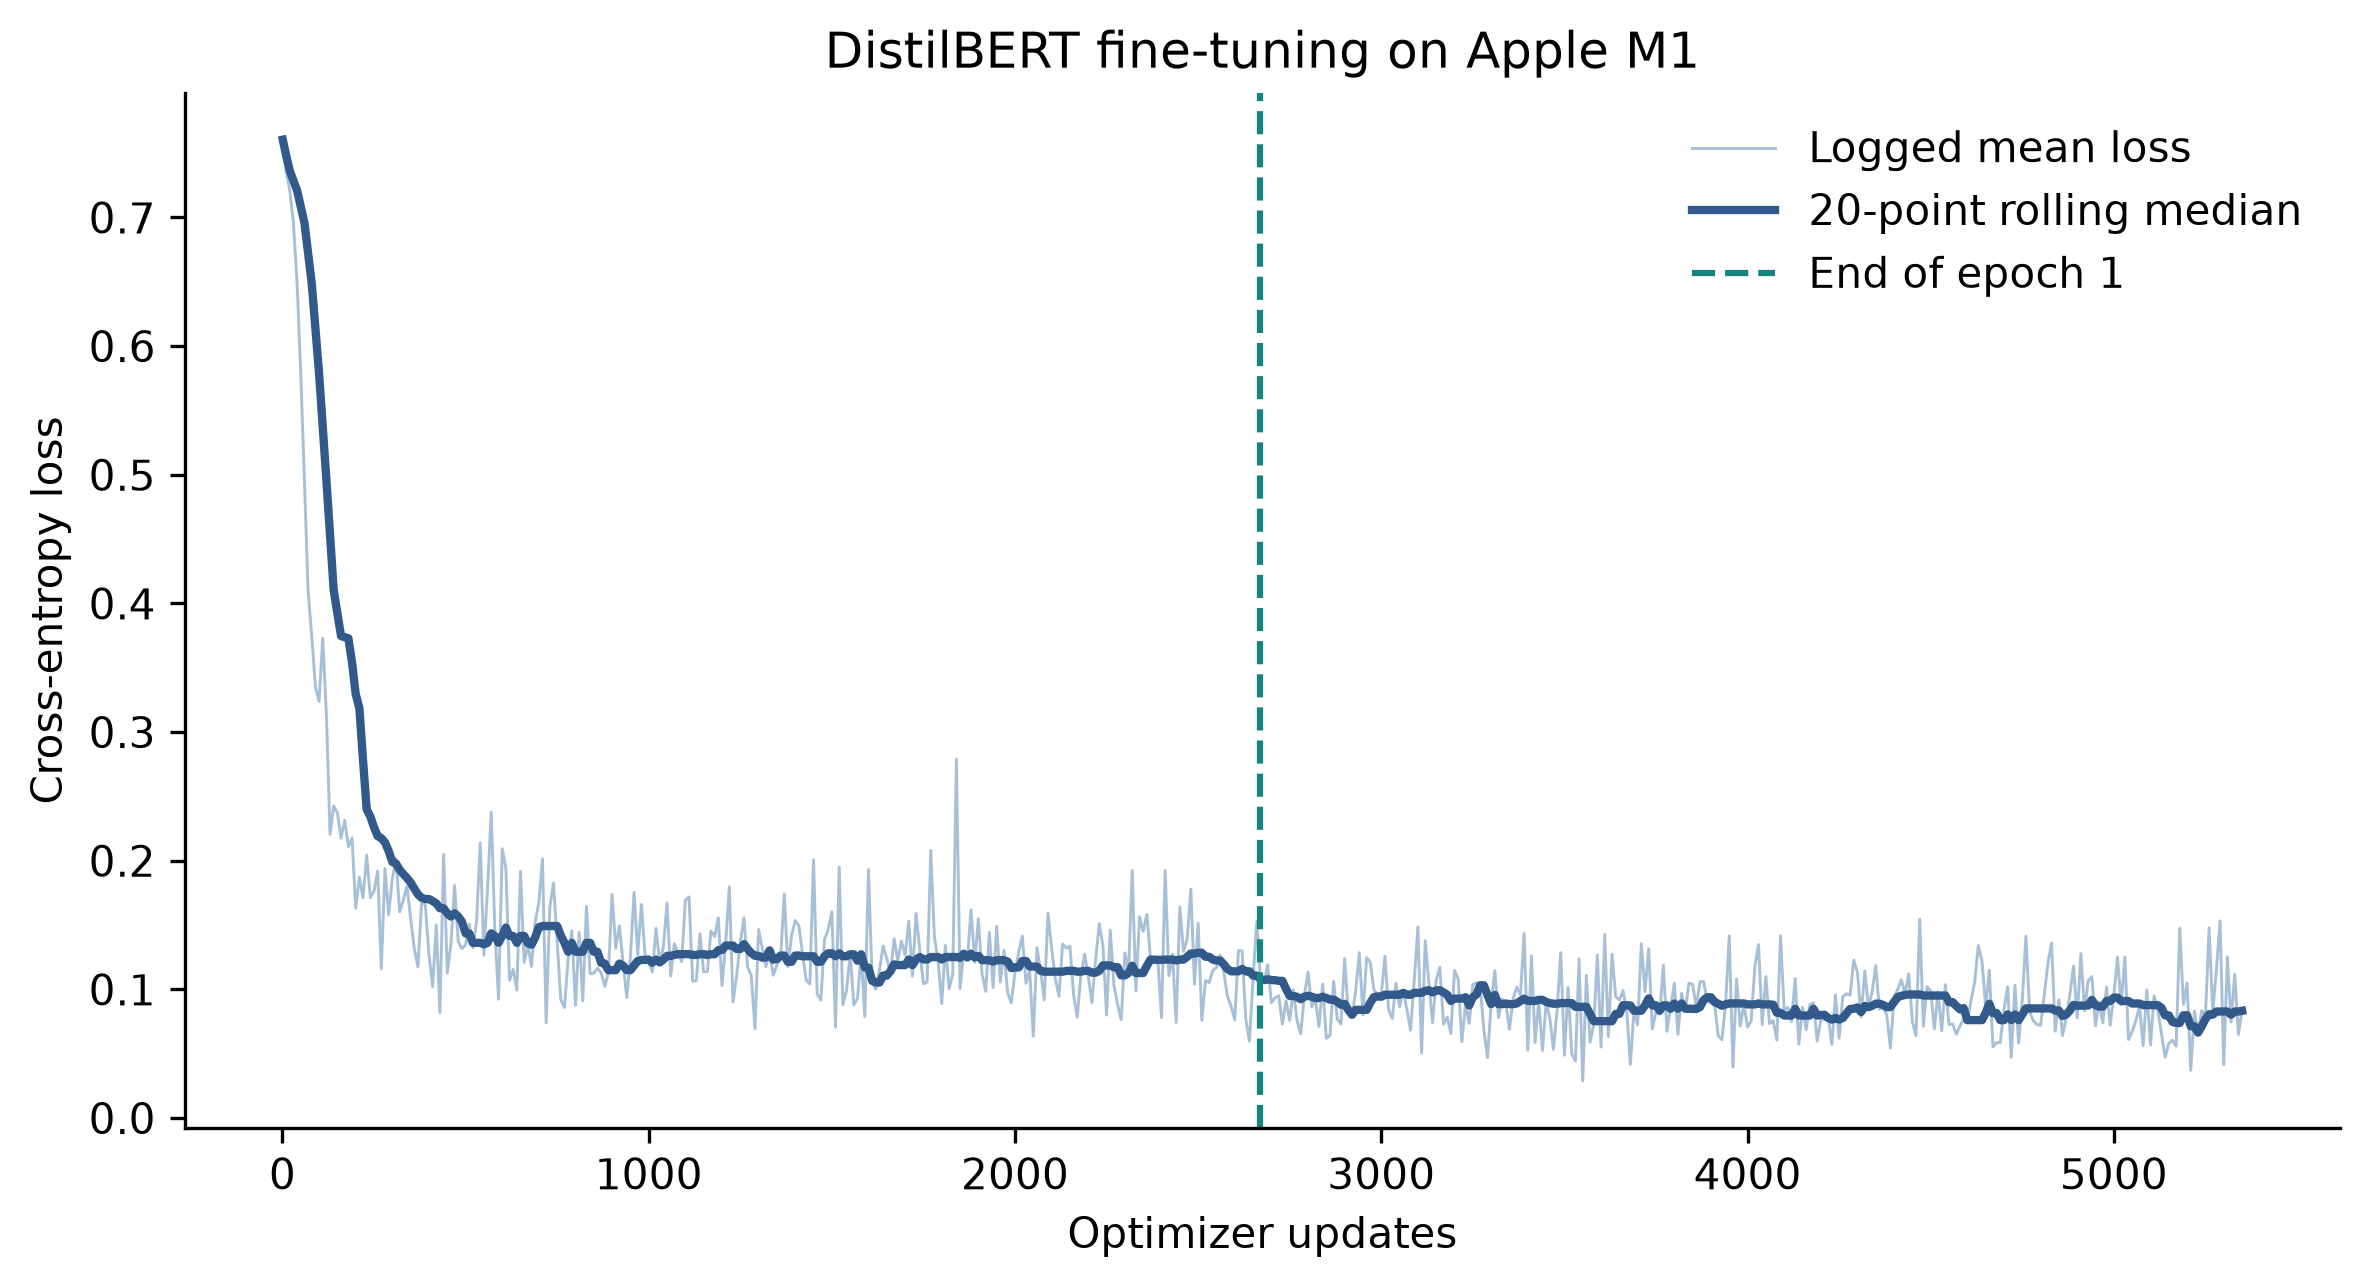 DistilBERT fine-tuning on Apple M1
Logged mean loss
20-point rolling median
End of epoch 1
Cross-entropy loss
0.7
0.6
0.5
0.4
0.3
0.2
0.1
0.0
0 1000 2000 3000 4000 5000
Optimizer updates